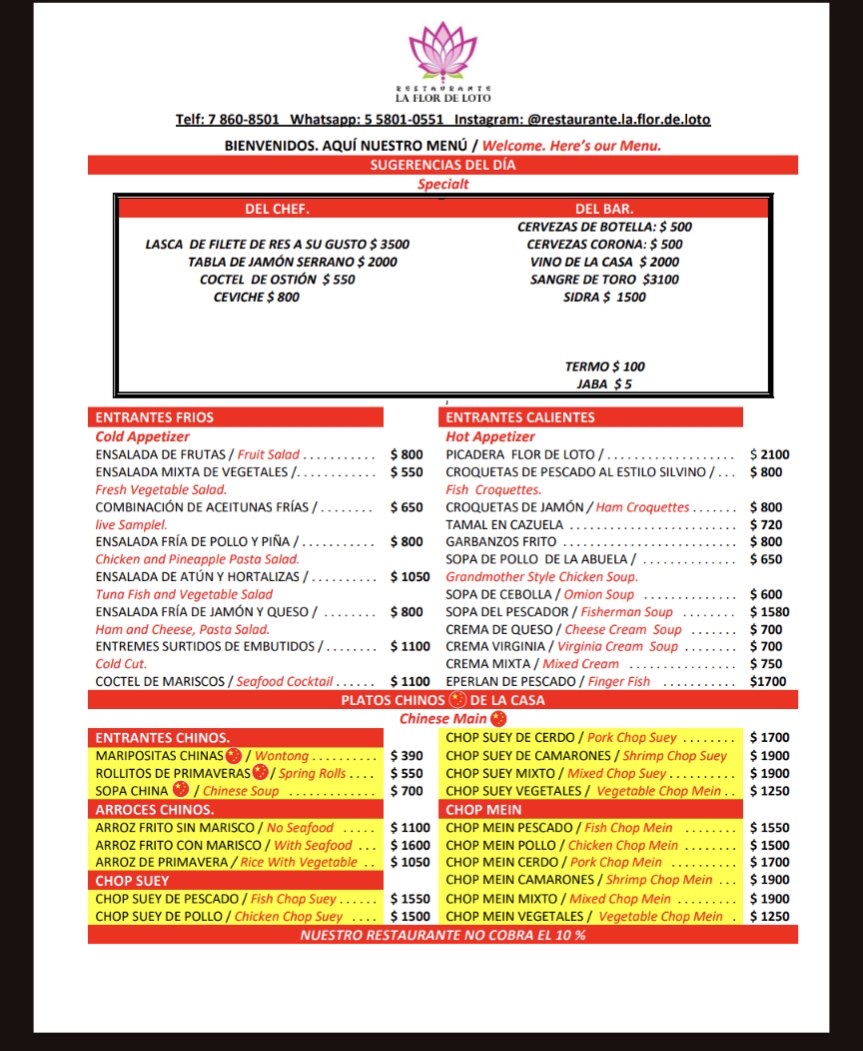 RESTAURANTE
LA FLOR DE LOTO
Telf: 7 860-8501 Whatsapp: 5 5801-0551 Instagram: @restaurante.la.flor.de.loto
BIENVENIDOS. AQUÍ NUESTRO MENÚ / Welcome. Here's our Menu.
SUGERENCIAS DEL DÍA
Specialt
DEL CHEF.
LASCA DE FILETE DE RES A SU GUSTO $ 3500
TABLA DE JAMÓN SERRANO $ 2000
COCTEL DE OSTIÓN $ 550
CEVICHE $ 800
DEL BAR.
CERVEZAS DE BOTELLA: $ 500
CERVEZAS CORONA: $ 500
VINO DE LA CASA $ 2000
SANGRE DE TORO $3100
SIDRA $ 1500
TERMO $ 100
JABA $ 5
ENTRANTES FRIOS
Cold Appetizer
ENSALADA DE FRUTAS / Fruit Salad . . . . . . . . . . $ 800
ENSALADA MIXTA DE VEGETALES /. . . . . . . . . . . $ 550
Fresh Vegetable Salad.
COMBINACIÓN DE ACEITUNAS FRÍAS / . . . . . . . . $ 650
live Samplel.
ENSALADA FRÍA DE POLLO Y PIÑA / . . . . . . . . . . . $ 800
Chicken and Pineapple Pasta Salad.
ENSALADA DE ATÚN Y HORTALIZAS / . . . . . . . . . . $ 1050
Tuna Fish and Vegetable Salad
ENSALADA FRÍA DE JAMÓN Y QUESO / . . . . . . . . $ 800
Ham and Cheese, Pasta Salad.
ENTREMES SURTIDOS DE EMBUTIDOS / . . . . . . . . $ 1100
Cold Cut.
COCTEL DE MARISCOS / Seafood Cocktail . . . . . . $ 1100
ENTRANTES CALIENTES
Hot Appetizer
PICADERA FLOR DE LOTO / . . . . . . . . . . . . . . . . . . . $ 2100
CROQUETAS DE PESCADO AL ESTILO SILVINO / . . . $ 800
Fish Croquettes.
CROQUETAS DE JAMÓN / Ham Croquettes . . . . . . . $ 800
TAMAL EN CAZUELA . . . . . . . . . . . . . . . . . . . . . . . $ 720
GARBANZOS FRITO . . . . . . . . . . . . . . . . . . . . . . . $ 800
SOPA DE POLLO DE LA ABUELA / . . . . . . . . . . . . . . $ 650
Grandmother Style Chicken Soup.
SOPA DE CEBOLLA / Omion Soup . . . . . . . . . . . . . $ 600
SOPA DEL PESCADOR / Fisherman Soup . . . . . . . . $ 1580
CREMA DE QUESO / Cheese Cream Soup . . . . . . . $ 700
CREMA VIRGINIA / Virginia Cream Soup . . . . . . . . $ 700
CREMA MIXTA / Mixed Cream . . . . . . . . . . . . . . . $ 750
EPERLAN DE PESCADO / Finger Fish . . . . . . . . . . . $1700
PLATOS CHINOS DE LA CASA
Chinese Main
ENTRANTES CHINOS.
MARIPOSITAS CHINAS / Wontong . . . . . . . . . . $ 390
ROLLITOS DE PRIMAVERAS / Spring Rolls . . . . $ 550
SOPA CHINA / Chinese Soup . . . . . . . . . . . . . $ 700
ARROCES CHINOS.
ARROZ FRITO SIN MARISCO / No Seafood . . . . . $ 1100
ARROZ FRITO CON MARISCO / With Seafood . . . $ 1600
ARROZ DE PRIMAVERA / Rice With Vegetable . . $ 1050
CHOP SUEY
CHOP SUEY DE PESCADO / Fish Chop Suey . . . . . . $ 1550
CHOP SUEY DE POLLO / Chicken Chop Suey . . . . $ 1500
CHOP SUEY DE CERDO / Pork Chop Suey . . . . . . . . $ 1700
CHOP SUEY DE CAMARONES / Shrimp Chop Suey $ 1900
CHOP SUEY MIXTO / Mixed Chop Suey . . . . . . . . . . $ 1900
CHOP SUEY VEGETALES / Vegetable Chop Mein . . $ 1250
CHOP MEIN
CHOP MEIN PESCADO / Fish Chop Mein . . . . . . . . $ 1550
CHOP MEIN POLLO / Chicken Chop Mein . . . . . . . $ 1500
CHOP MEIN CERDO / Pork Chop Mein . . . . . . . . . $ 1700
CHOP MEIN CAMARONES / Shrimp Chop Mein . . . $ 1900
CHOP MEIN MIXTO / Mixed Chop Mein . . . . . . . . . $ 1900
CHOP MEIN VEGETALES / Vegetable Chop Mein . $ 1250
NUESTRO RESTAURANTE NO COBRA EL 10 %